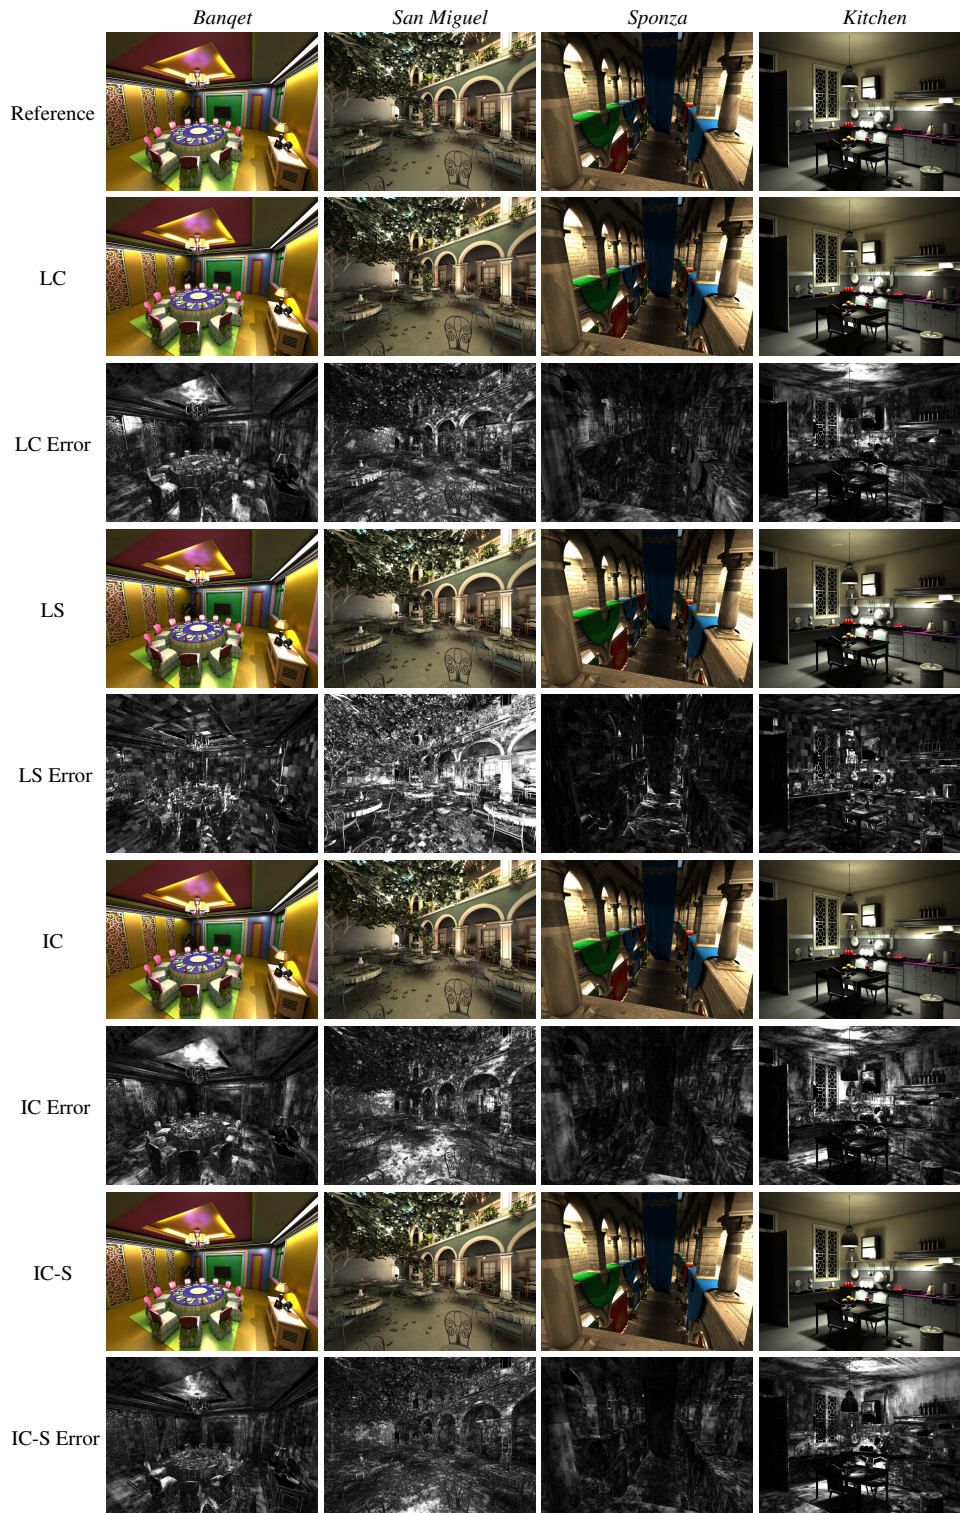 Banqet San Miguel Sponza Kitchen
Reference
LC
LC Error
LS
LS Error
IC
IC Error
IC-S
IC-S Error